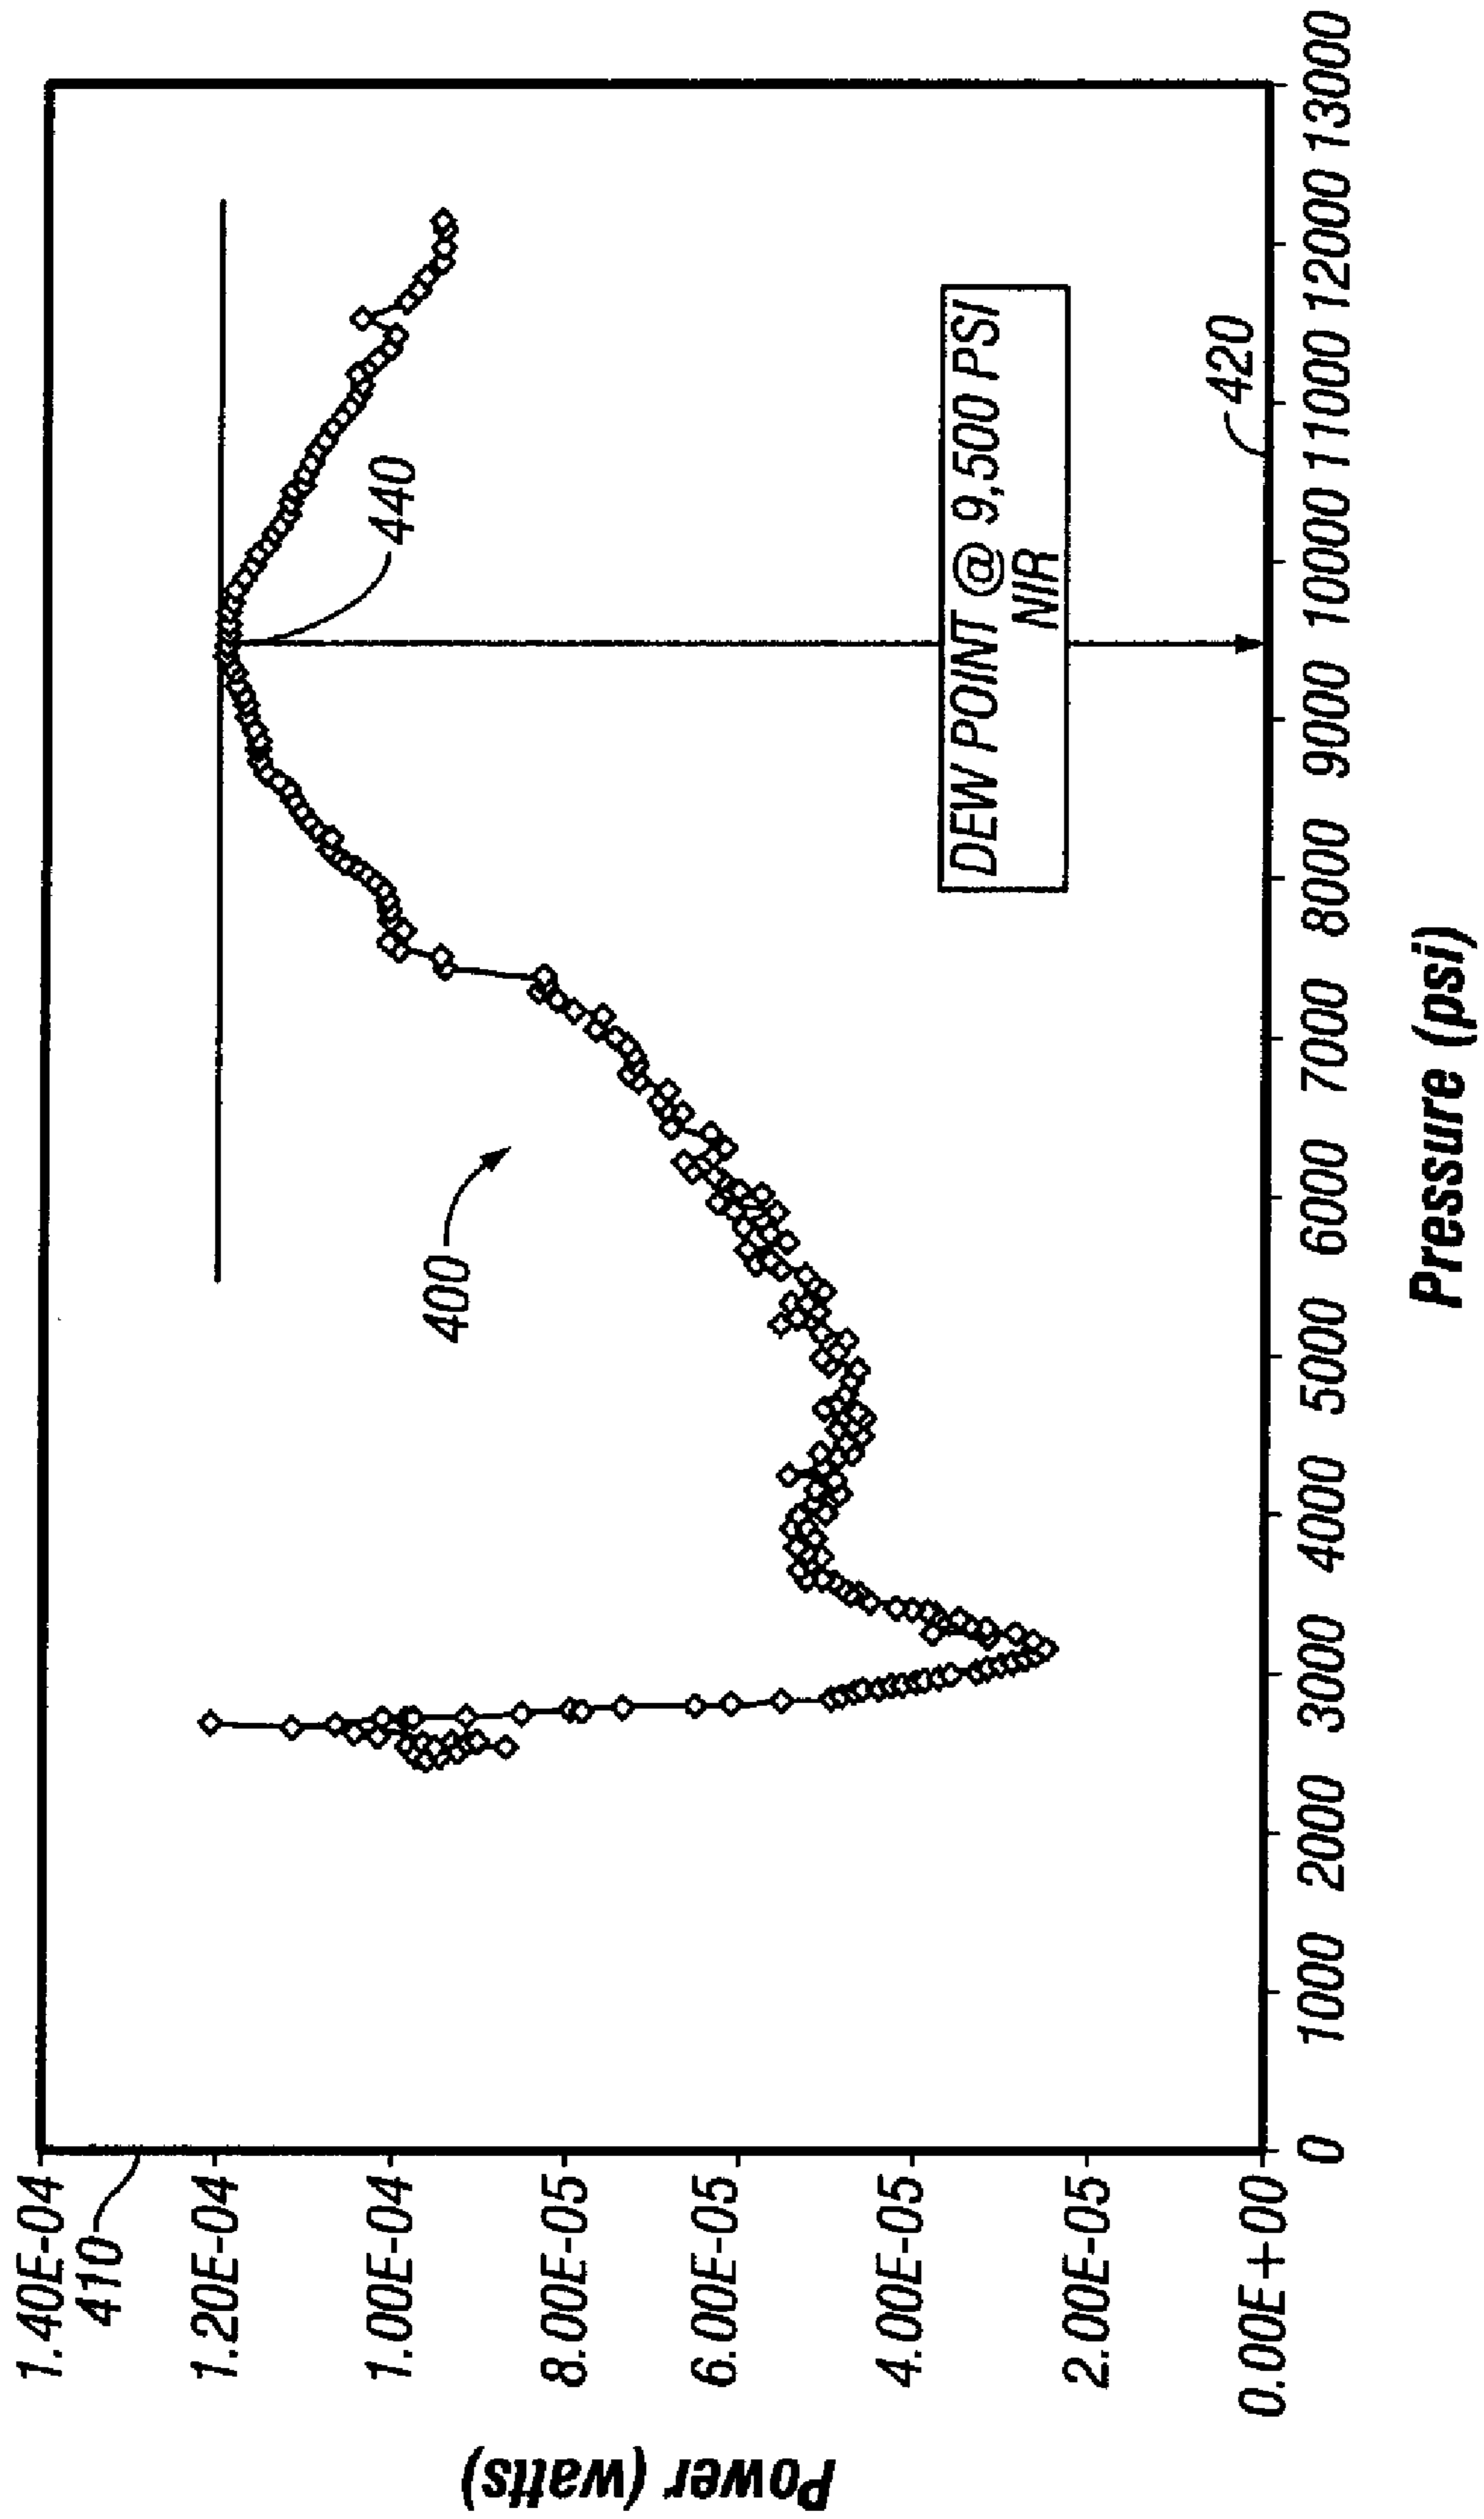 1.40E-04
410
1.20E-04
1.00E-04
8.00E-05
6.00E-05
4.00E-05
2.00E-05
0.00E+00
Power (watts)
400
440
DEW POINT @ 9,500 PSI
NIR
420
0 1000 2000 3000 4000 5000 6000 7000 8000 9000 10000 11000 12000 13000
Pressure (psi)